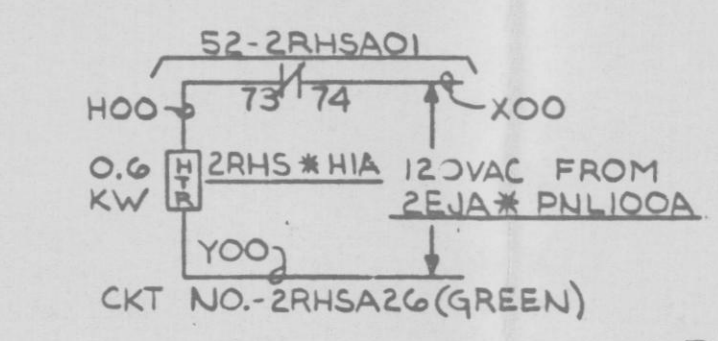 52-2RHSA01
73 74
H00
X00
0.6
KW
HTR
2RHS*H1A
120VAC FROM
2EJA* PNL100A
Y00
CKT NO.-2RHSA26(GREEN)